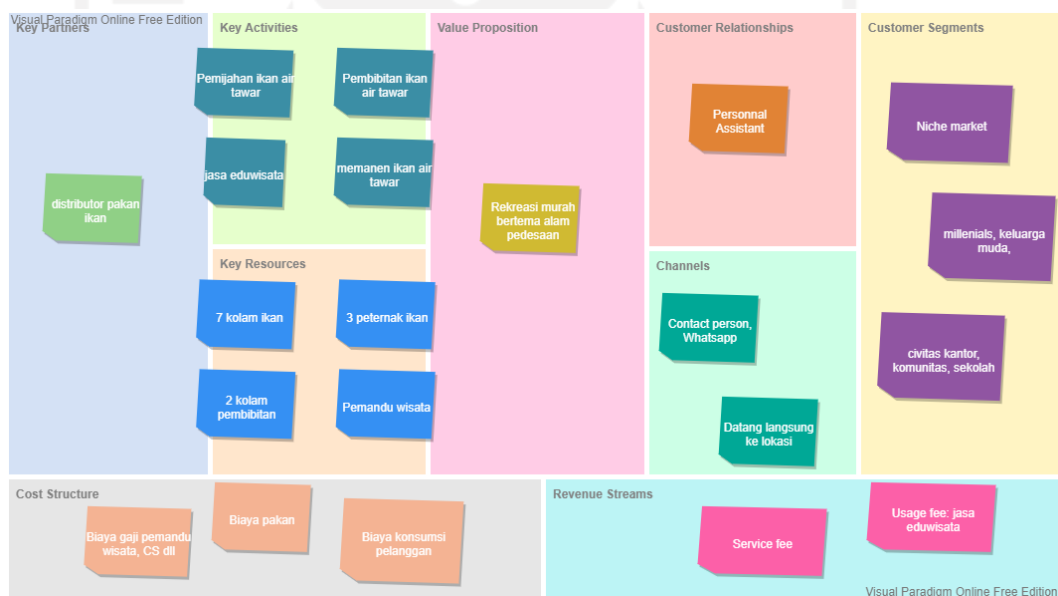 Visual Paradigm Online Free Edition
Key Partners
distributor pakan
ikan
Key Activities
Pemijahan ikan air
tawar
Pembibitan ikan
air tawar
jasa eduwisata
memanen ikan air
tawar
Key Resources
7 kolam ikan
3 peternak ikan
2 kolam
pembibitan
Pemandu wisata
Value Proposition
Rekreasi murah
bertema alam
pedesaan
Customer Relationships
Personnal
Assistant
Channels
Contact person,
Whatsapp
Datang langsung
ke lokasi
Customer Segments
Niche market
millenials, keluarga
muda,
civitas kantor,
komunitas, sekolah
Cost Structure
Biaya gaji pemandu
wisata, CS dll
Biaya pakan
Biaya konsumsi
pelanggan
Revenue Streams
Service fee
Usage fee: jasa
eduwisata
Visual Paradigm Online Free Edition